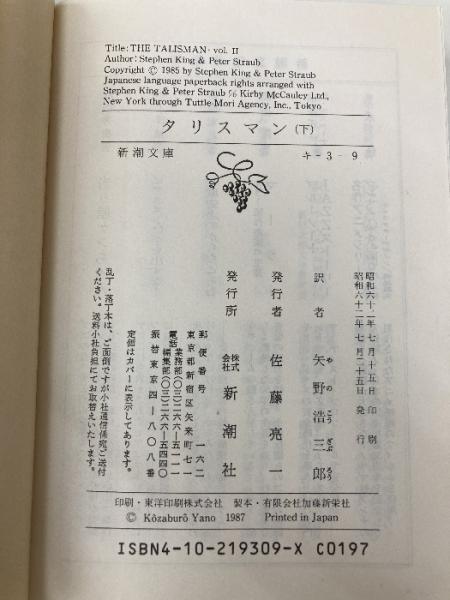 Title: THE TALISMAN· vol. II
Author: Stephen King & Peter Straub
Copyright © 1985 by Stephen King & Peter Straub
Japanese language paperback rights arranged with
Stephen King & Peter Straub % Kirby McCauley Ltd.,
New York through Tuttle-Mori Agency, Inc., Tokyo
タリスマン(下)
新潮文庫
キ-3-9
昭和六十二年七月十五日印刷
昭和六十二年七月二十五日発行
訳者 矢野浩三郎
やのこうざぶろう
発行者 佐藤亮一
発行所 株式会社 新潮社
郵便番号 一六二
東京都新宿区矢来町七一
電話 業務部(〇三)二六六-五一一一
編集部(〇三)二六六-五四四〇
振替東京四-八〇八番
定価はカバーに表示してあります。
乱丁・落丁本は、ご面倒ですが小社通信係宛ご送付
ください。送料小社負担にてお取替えいたします。
印刷・東洋印刷株式会社 製本・有限会社加藤新栄社
© Kôzaburô Yano 1987 Printed in Japan
ISBN4-10-219309-X C0197